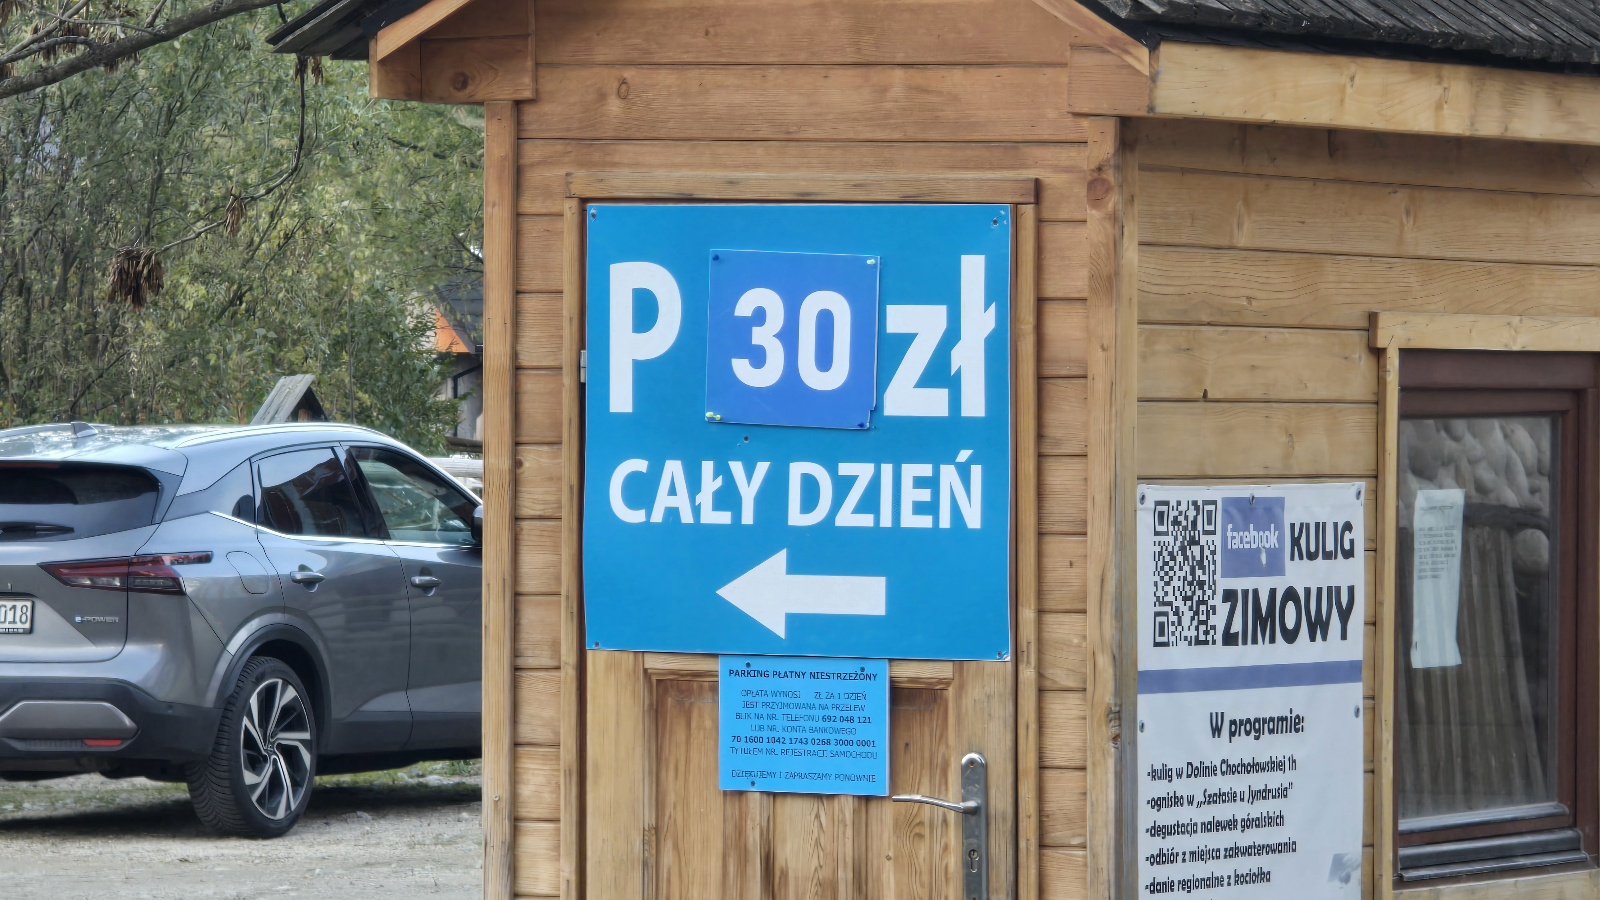 P 30 zł
CAŁY DZIEŃ
PARKING PŁATNY NIESTRZEŻONY
OPŁATA WYNOSI ZŁ ZA 1 DZIEŃ
JEST PRZYJMOWANA NA PRZELEW
BLIK NA NR. TELEFONU 692 048 121
LUB NR. KONTA BANKOWEGO
70 1600 1042 1743 0268 3000 0001
TYTUŁEM NR. REJESTRACJI SAMOCHODU
DZIĘKUJEMY I ZAPRASZAMY PONOWNIE
facebook KULIG
ZIMOWY
W programie:
-kulig w Dolinie Chochołowskiej 1h
-ognisko w ,,Szałasie u Jyndrusia"
-degustacja nalewek góralskich
-odbiór z miejsca zakwaterowania
-danie regionalne z kociołka
018
e-POWER